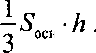 1/3 S_осн · h.